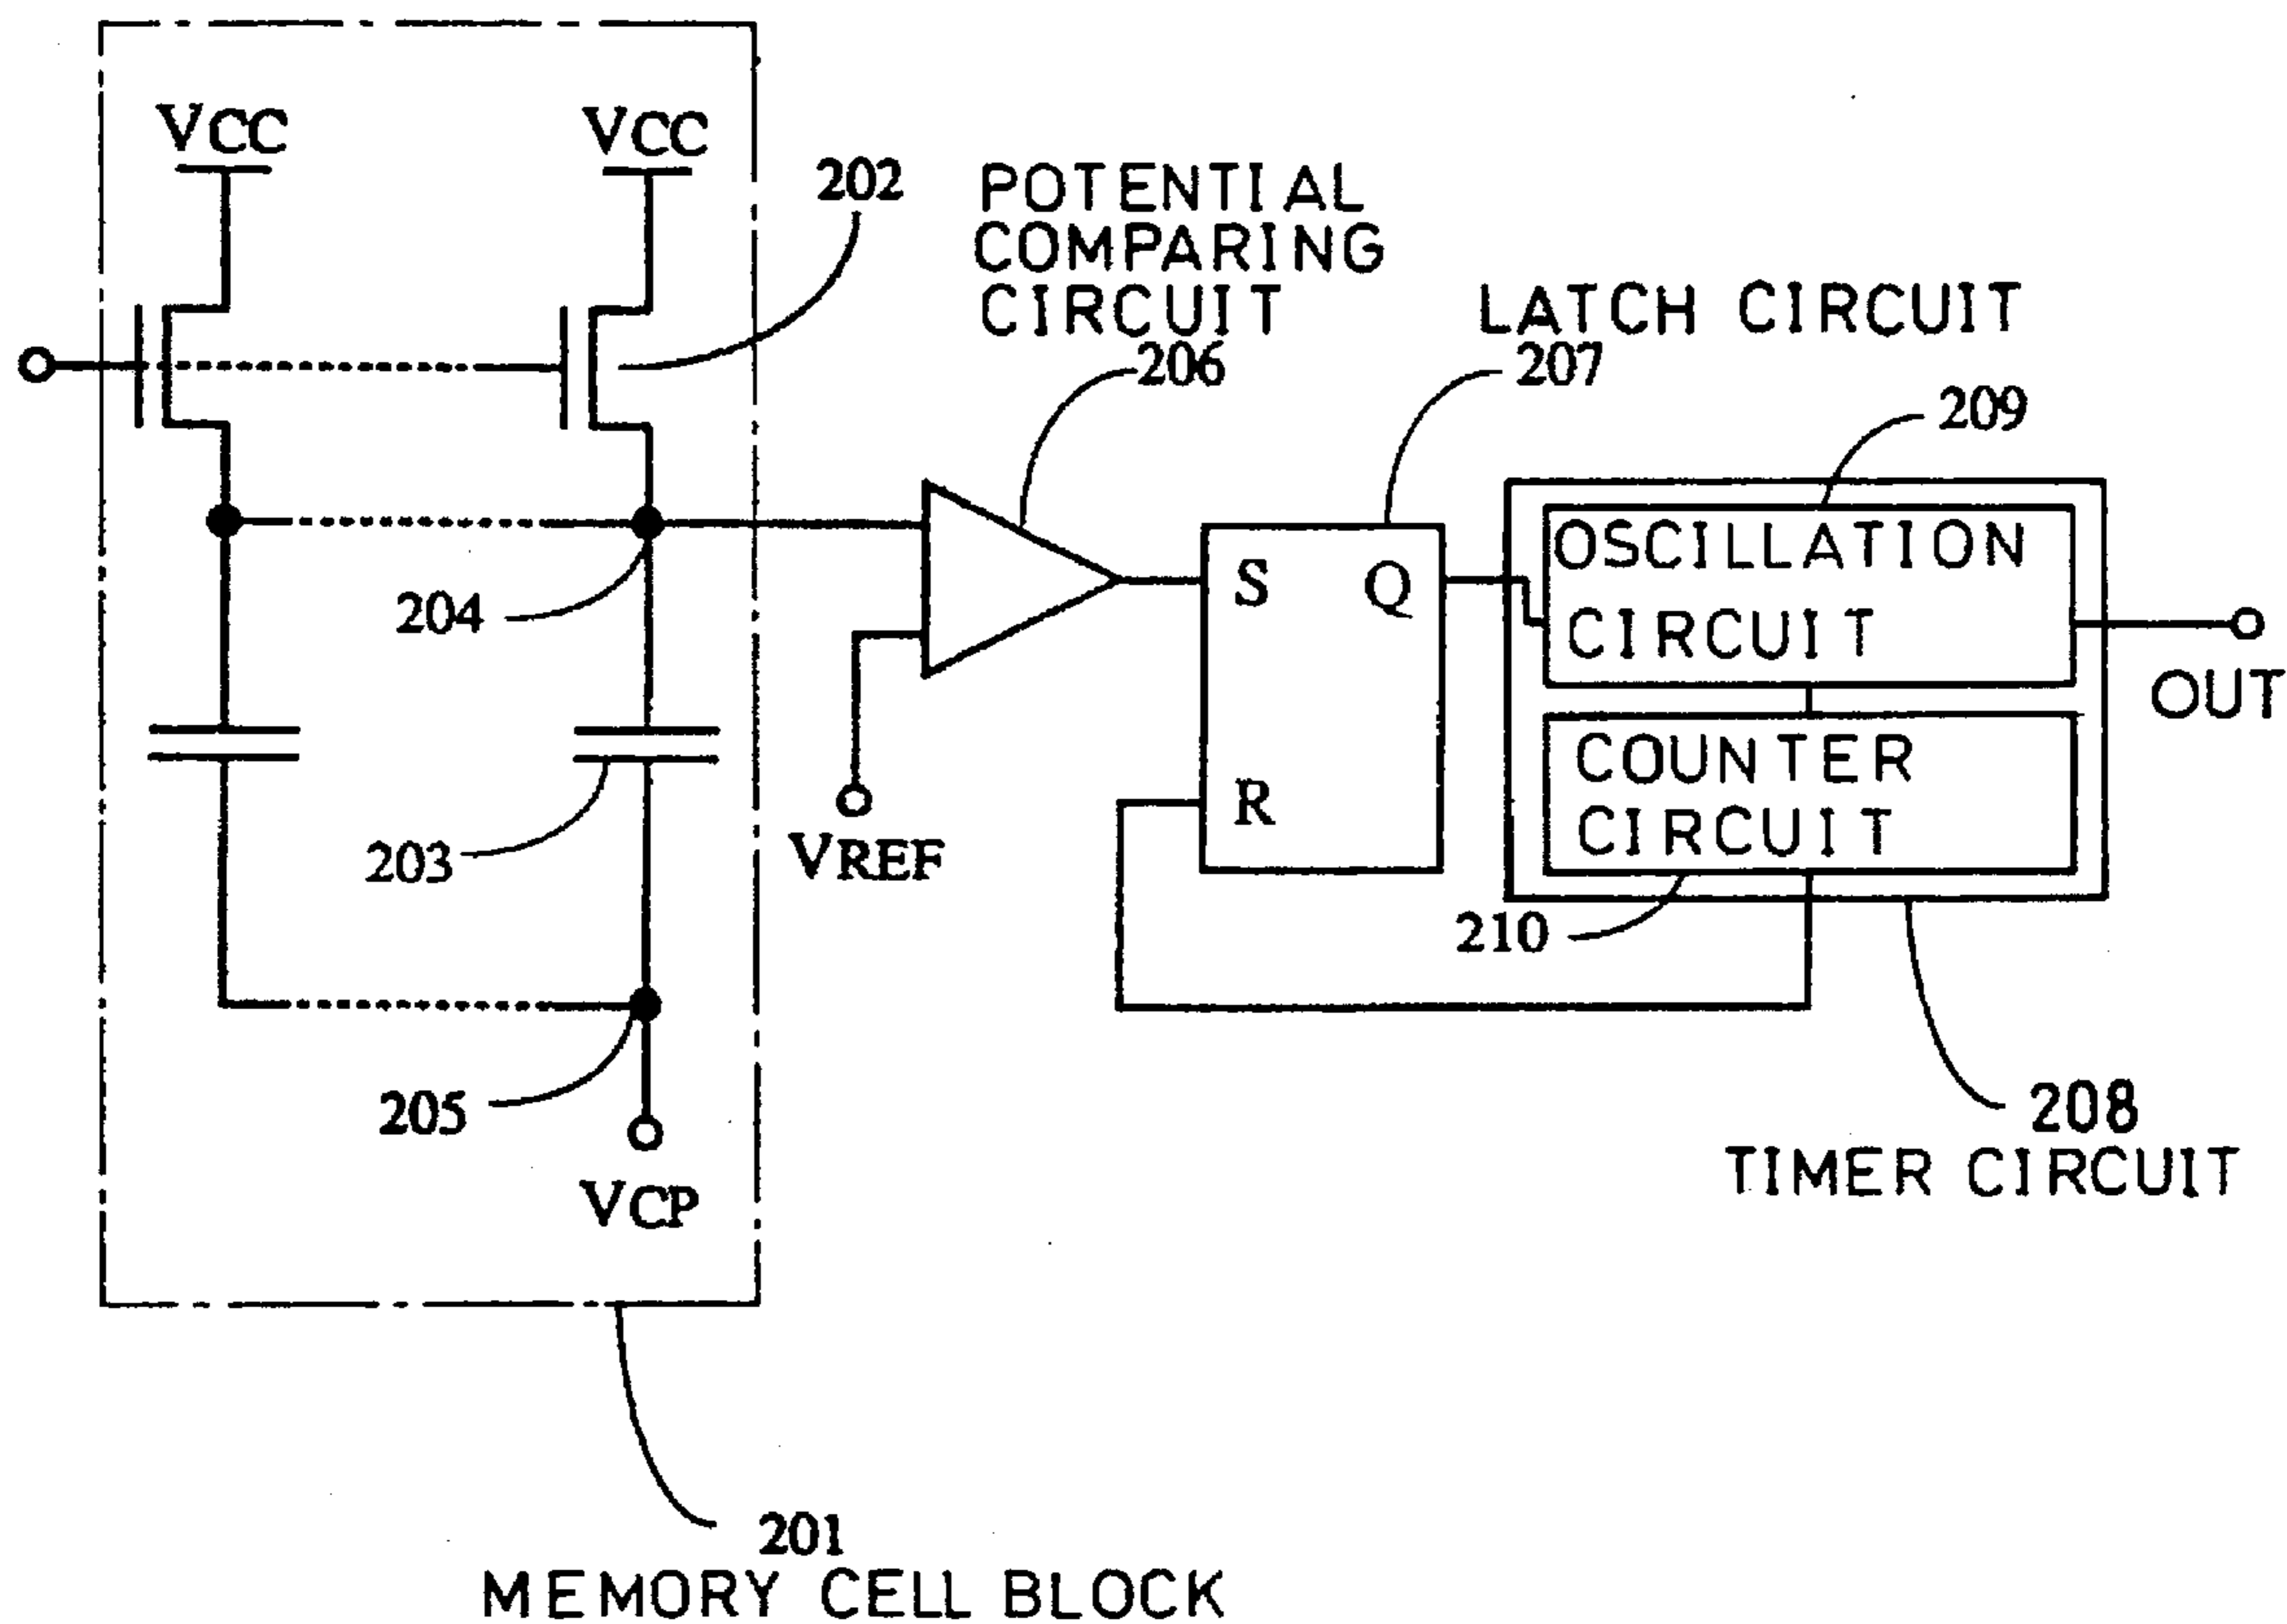 VCC
VCC
202
POTENTIAL
COMPARING
CIRCUIT
206
LATCH CIRCUIT
207
209
OSCILLATION
CIRCUIT
S
Q
R
204
OUT
COUNTER
CIRCUIT
203
VREF
210
205
208
TIMER CIRCUIT
VCP
201
MEMORY CELL BLOCK